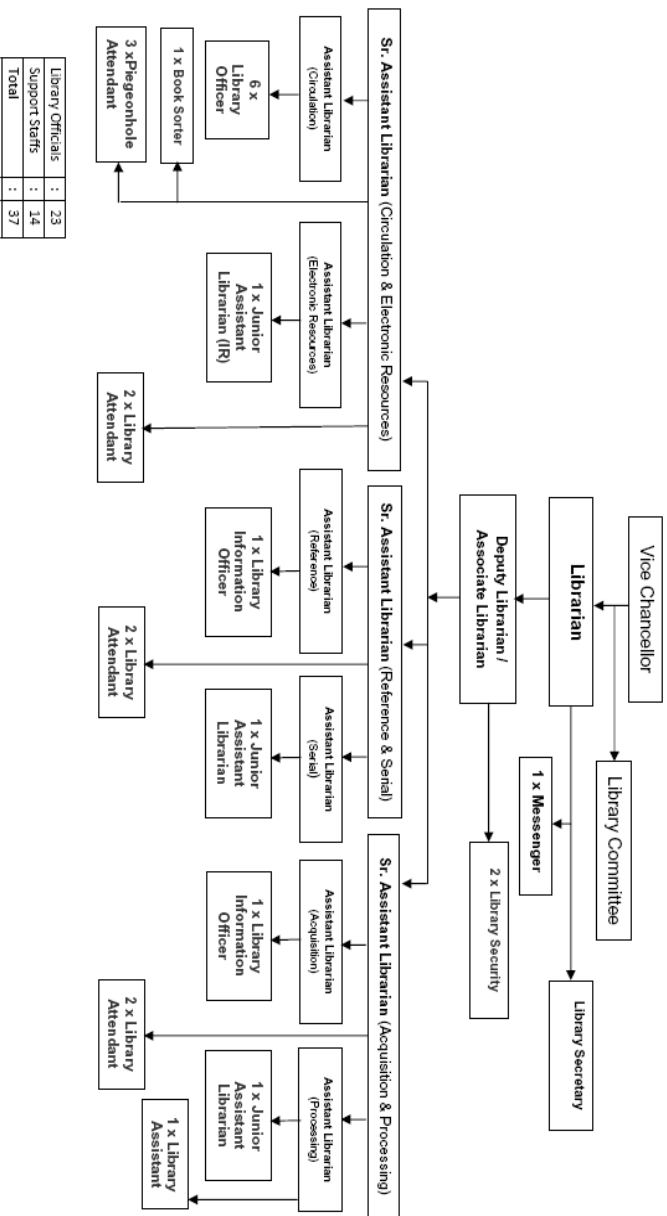 Vice Chancellor
Library Committee
Librarian
1 x Messenger
Library Secretary
Deputy Librarian /
Associate Librarian
2 x Library Security
Sr. Assistant Librarian (Circulation & Electronic Resources)
Sr. Assistant Librarian (Reference & Serial)
Sr. Assistant Librarian (Acquisition & Processing)
Assistant Librarian
(Circulation)
Assistant Librarian
(Electronic Resources)
Assistant Librarian
(Reference)
Assistant Librarian
(Serial)
Assistant Librarian
(Acquisition)
Assistant Librarian
(Processing)
6 x
Library
Officer
1 x Junior
Assistant
Librarian (IR)
1 x Library
Information
Officer
1 x Junior
Assistant
Librarian
1 x Library
Information
Officer
1 x Junior
Assistant
Librarian
1 x Book Sorter
1 x Library
Assistant
3 xPiegeonhole
Attendant
2 x Library
Attendant
2 x Library
Attendant
2 x Library
Attendant
Library Officials : 23
Support Staffs : 14
Total : 37